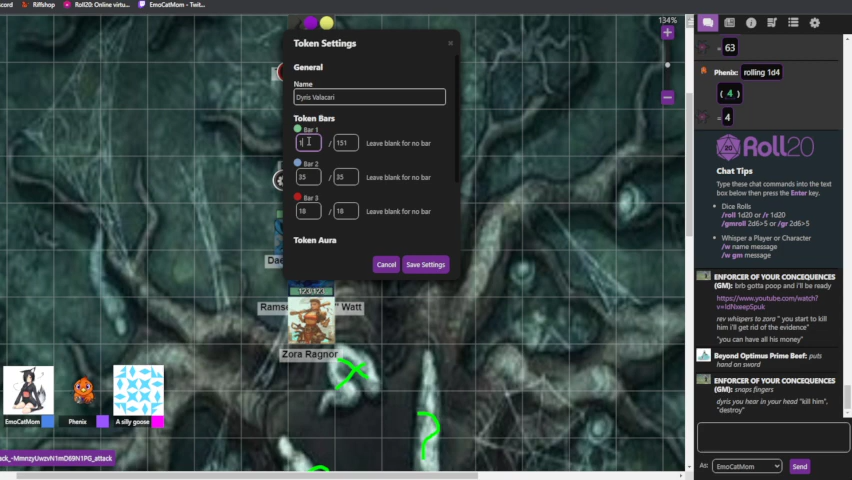 cord
Riffshop
Roll20: Online virtu...
EmoCatMom - Twit...
134%
Token Settings
General
Name
Dyris Valacari
Token Bars
Bar 1
1
/
151
Leave blank for no bar
Bar 2
35
/
35
Leave blank for no bar
Bar 3
18
/
18
Leave blank for no bar
Token Aura
Cancel
Save Settings
Dae
123/123
Ramse
" Watt
Zora Ragnor
EmoCatMom
Phenix
A silly goose
ack_-MmnzyUwzvN1mD69N1PG_attack
= 63
Phenix: rolling 1d4
( 4 )
= 4
20
Roll20
Chat Tips
Type these chat commands into the text
box below then press the Enter key.
Dice Rolls
/roll 1d20 or /r 1d20
/gmroll 2d6>5 or /gr 2d6>5
Whisper a Player or Character
/w name message
/w gm message
ENFORCER OF YOUR CONCEQUENCES
(GM): brb gotta poop and i'll be ready
https://www.youtube.com/watch?
v=ldNxeepSpuk
rev whispers to zora " you start to kill
him i'll get rid of the evidence"
"you can have all his money"
Beyond Optimus Prime Beef: puts
hand on sword
ENFORCER OF YOUR CONCEQUENCES
(GM): snaps fingers
dyris you hear in your head "kill him",
"destroy"
As:
EmoCatMom
Send